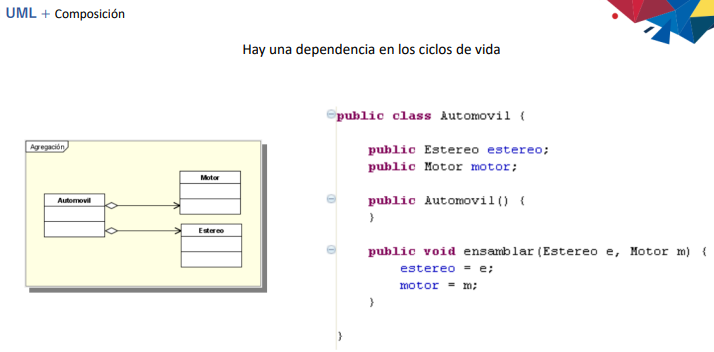 UML + Composición
Hay una dependencia en los ciclos de vida
Agregación
Motor
Automovil
Estereo
public class Automovil {
public Estereo estereo;
public Motor motor;
public Automovil() {
}
public void ensamblar(Estereo e, Motor m) {
estereo = e;
motor = m;
}
}